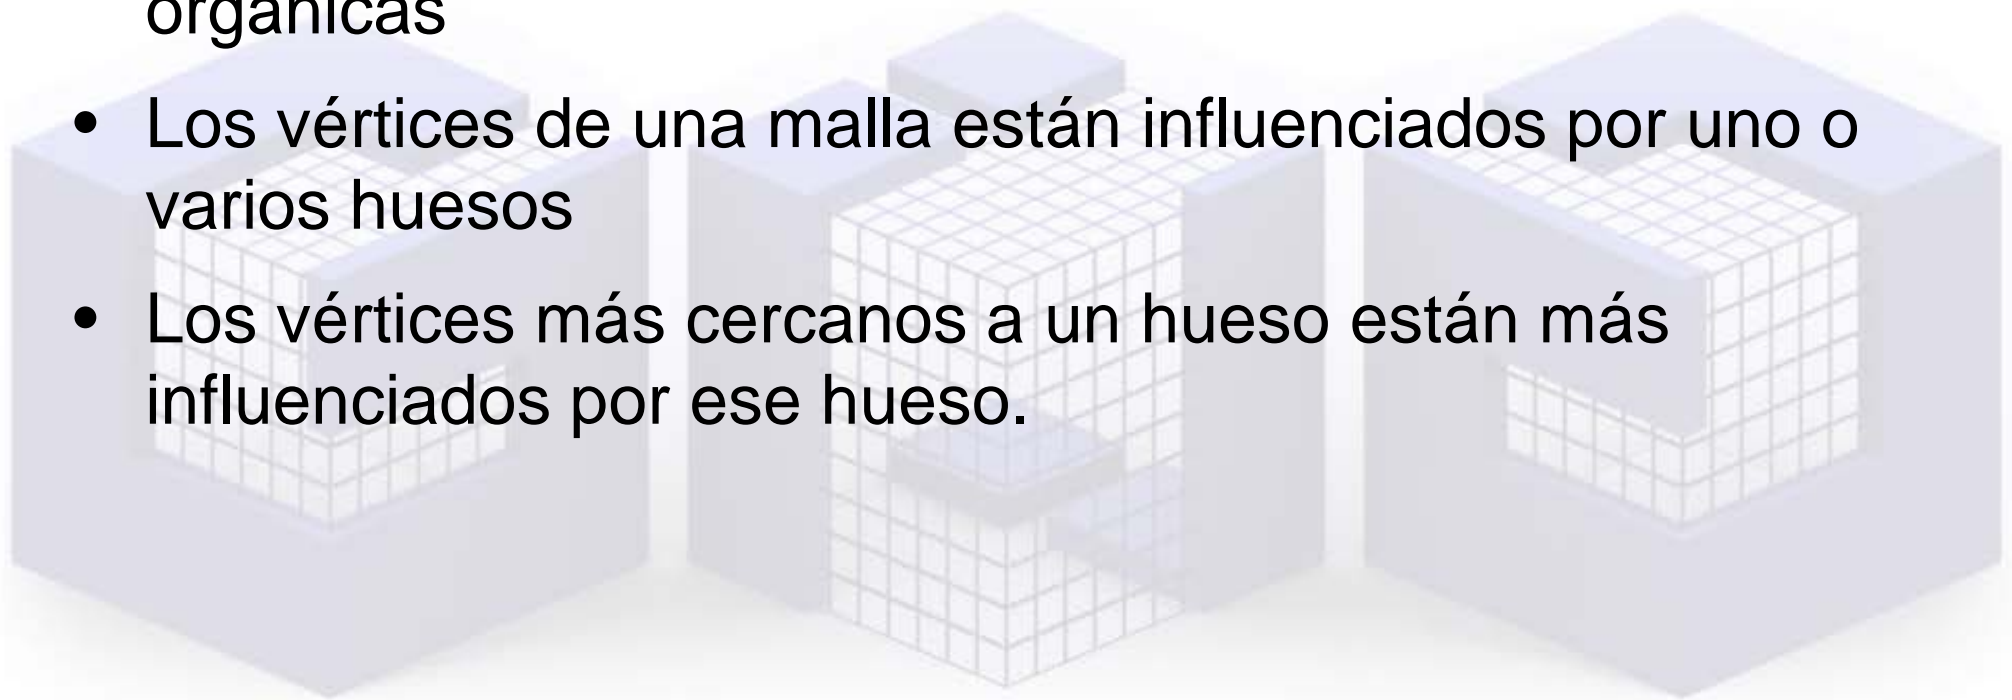 orgánicas
• Los vértices de una malla están influenciados por uno o
varios huesos
• Los vértices más cercanos a un hueso están más
influenciados por ese hueso.